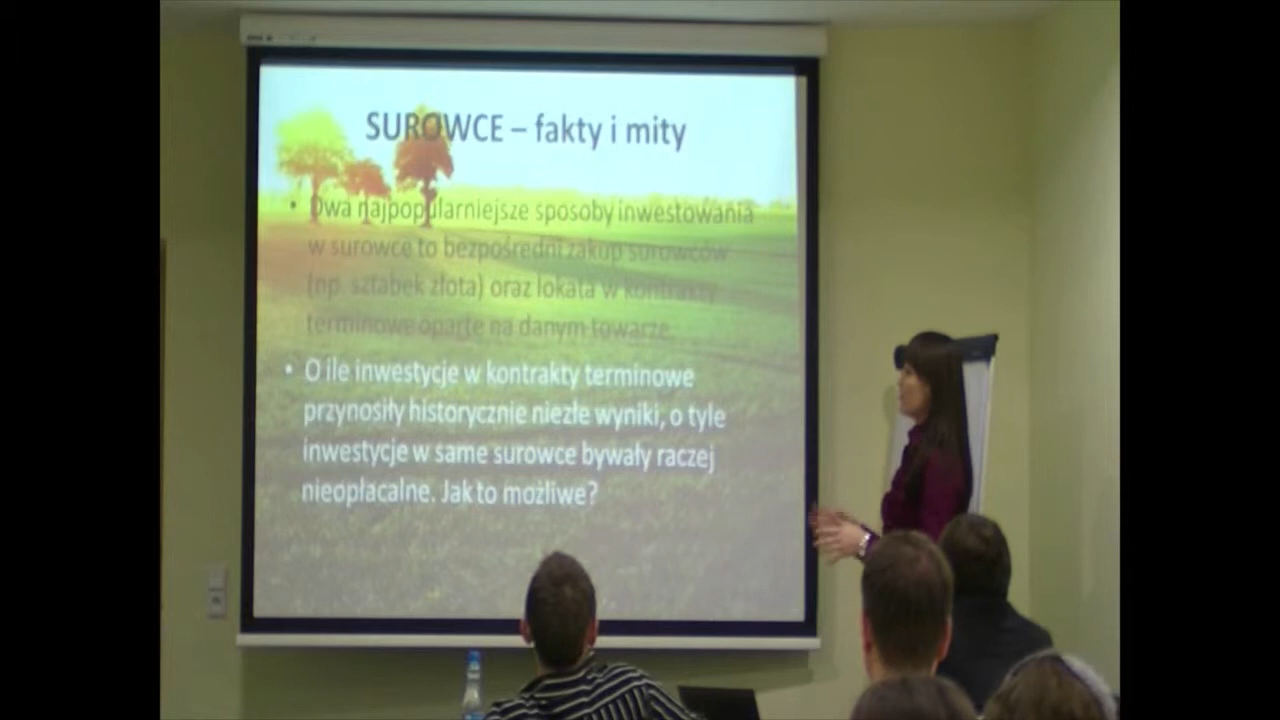 SUROWCE – fakty i mity
• Dwa najpopularniejsze sposoby inwestowania
w surowce to bezpośredni zakup surowców
(np. sztabek złota) oraz lokata w kontrakty
terminowe oparte na danym towarze.
• O ile inwestycje w kontrakty terminowe
przynosiły historycznie niezłe wyniki, o tyle
inwestycje w same surowce bywały raczej
nieopłacalne. Jak to możliwe?